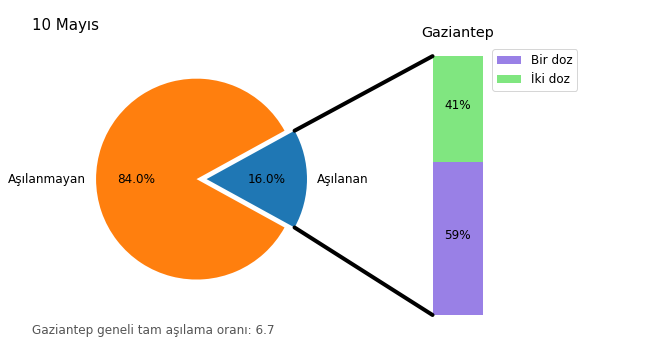 10 Mayıs
Gaziantep
Bir doz
İki doz
41%
Aşılanmayan
84.0%
16.0%
Aşılanan
59%
Gaziantep geneli tam aşılama oranı: 6.7